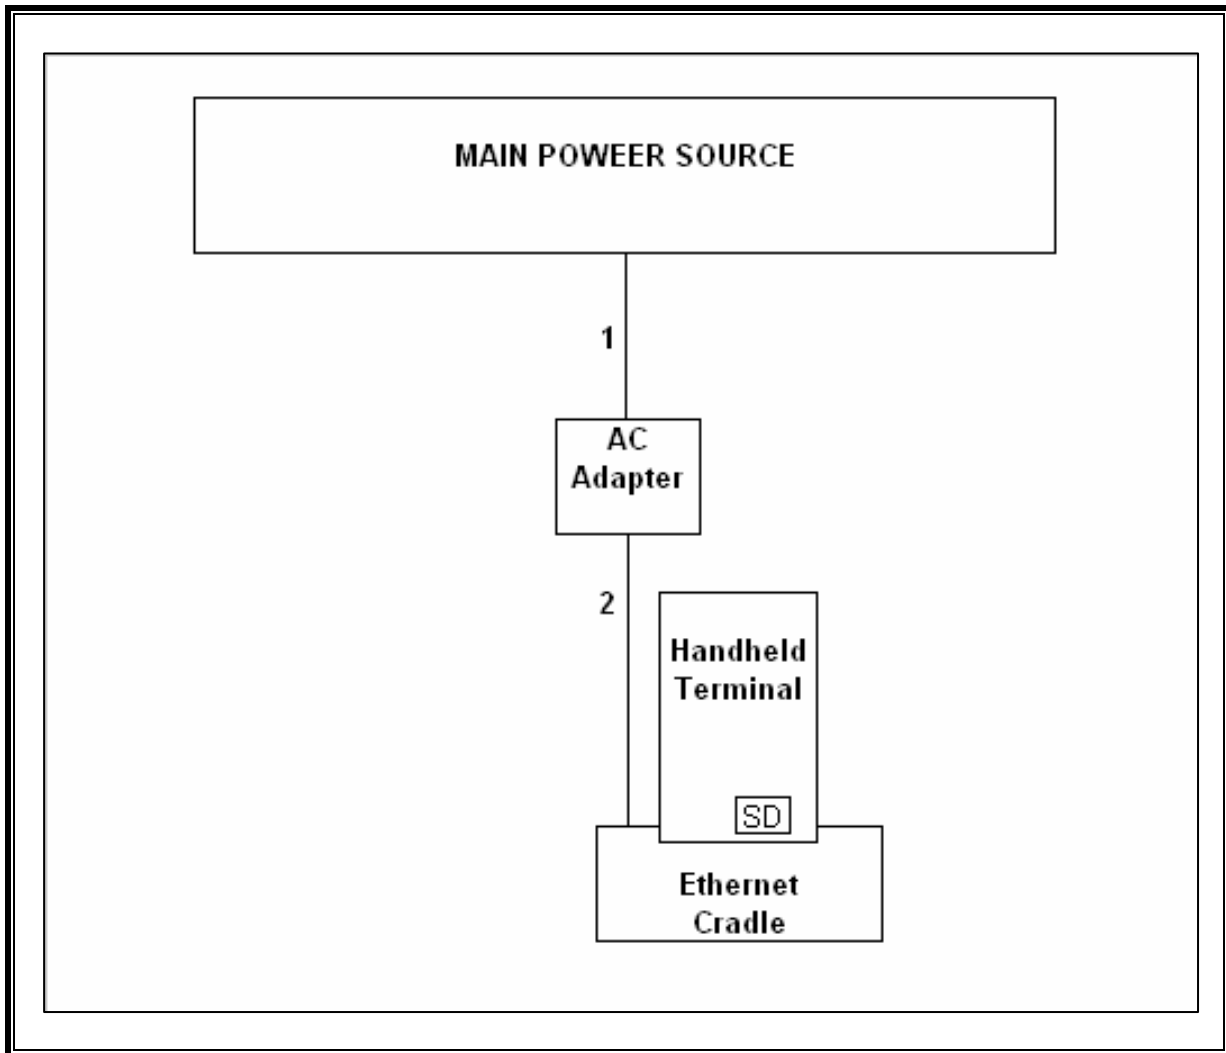 MAIN POWEER SOURCE
1
AC
Adapter
2
Handheld
Terminal
SD
Ethernet
Cradle